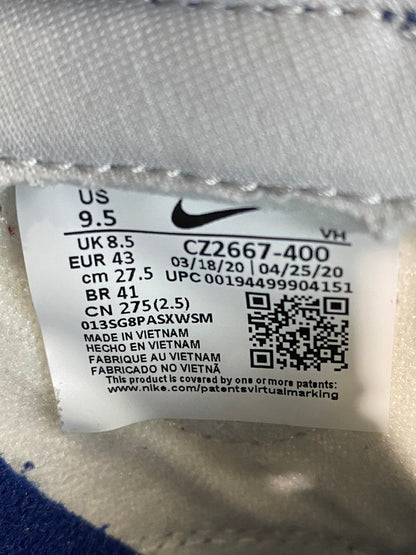 US
9.5
VH
UK 8.5
CZ2667-400
EUR 43
03/18/20 | 04/25/20
cm 27.5
UPC 00194499904151
BR 41
CN 275(2.5)
013SG8PASXWSM
MADE IN VIETNAM
HECHO EN VIETNAM
FABRIQUE AU VIETNAM
FABRICADO NO VIETNÃ
This product is covered by one or more patents:
www.nike.com/patentsvirtualmarking